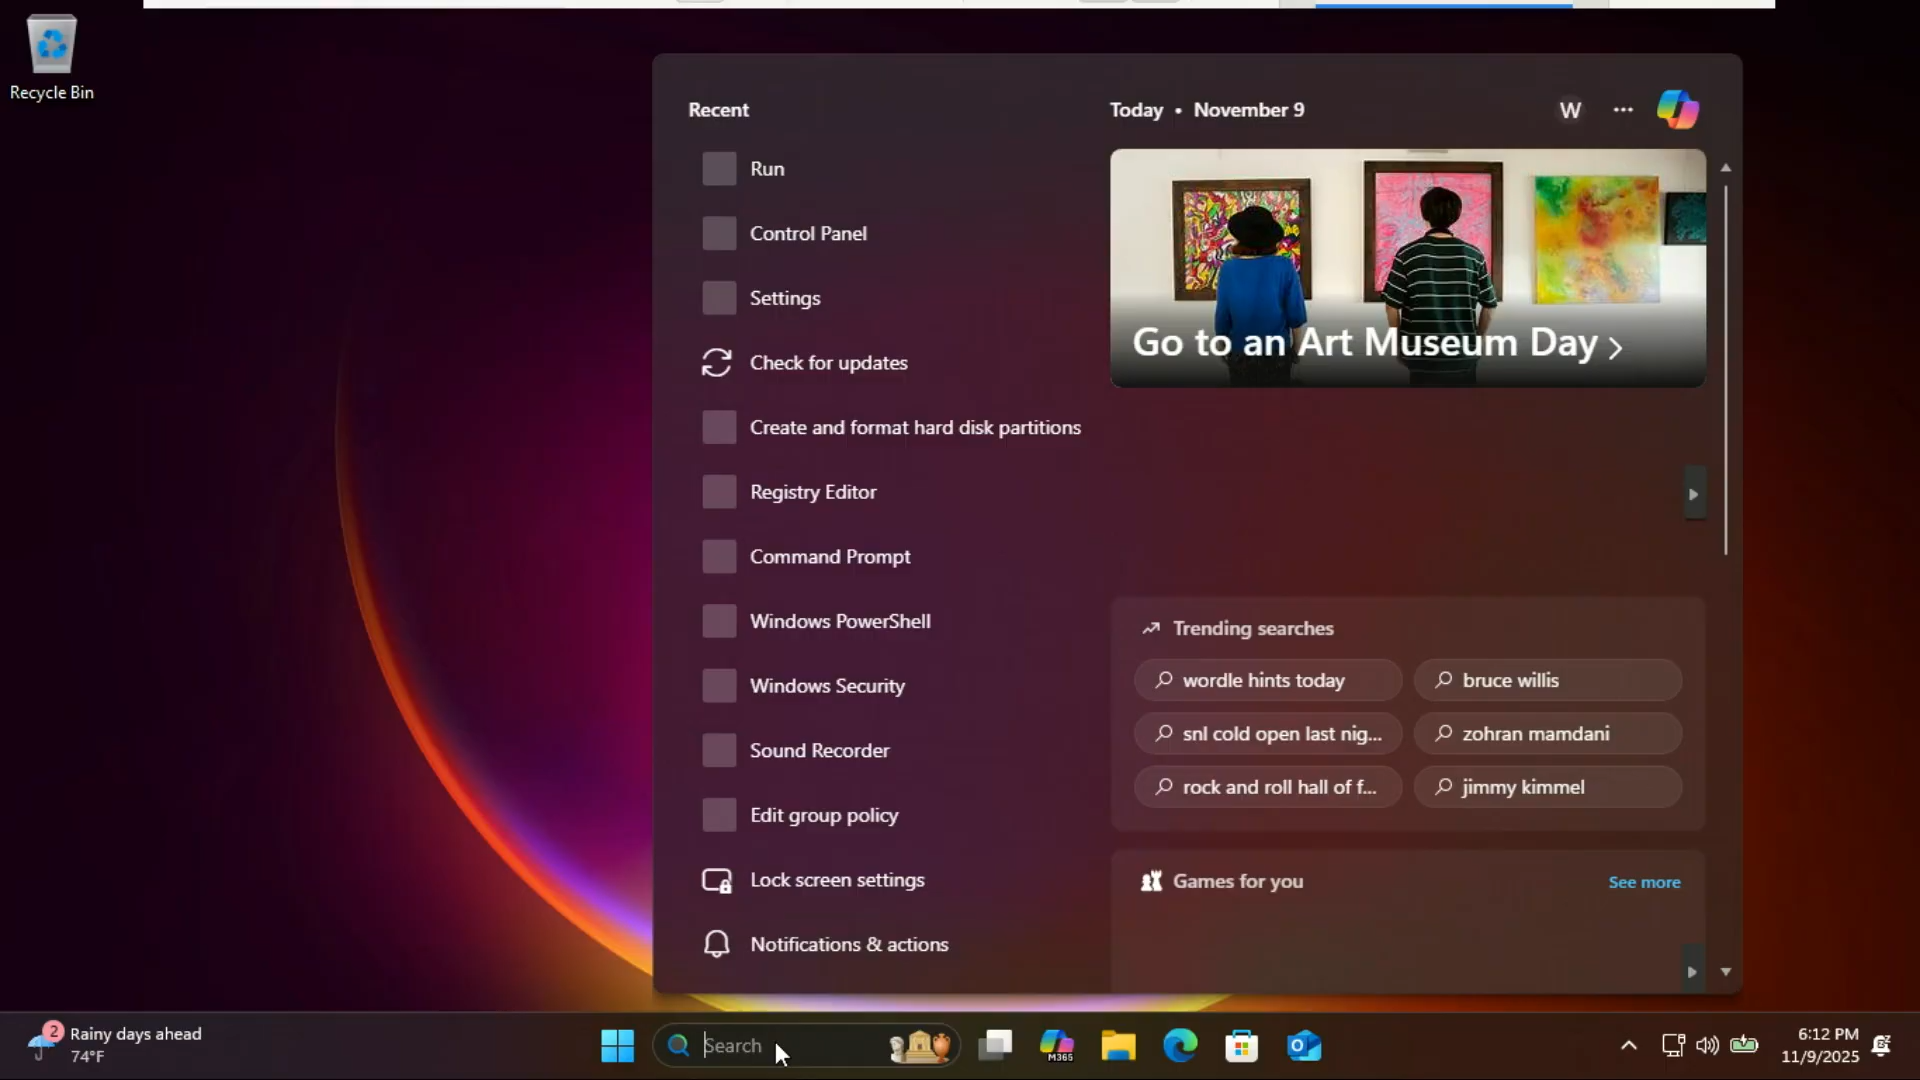 Recycle Bin
Recent
Run
Control Panel
Settings
Check for updates
Create and format hard disk partitions
Registry Editor
Command Prompt
Windows PowerShell
Windows Security
Sound Recorder
Edit group policy
Lock screen settings
Notifications & actions
Today • November 9
W
Go to an Art Museum Day
Trending searches
wordle hints today
bruce willis
snl cold open last nig...
zohran mamdani
rock and roll hall of f...
jimmy kimmel
Games for you
See more
2
Rainy days ahead
74°F
Search
M365
6:12 PM
11/9/2025